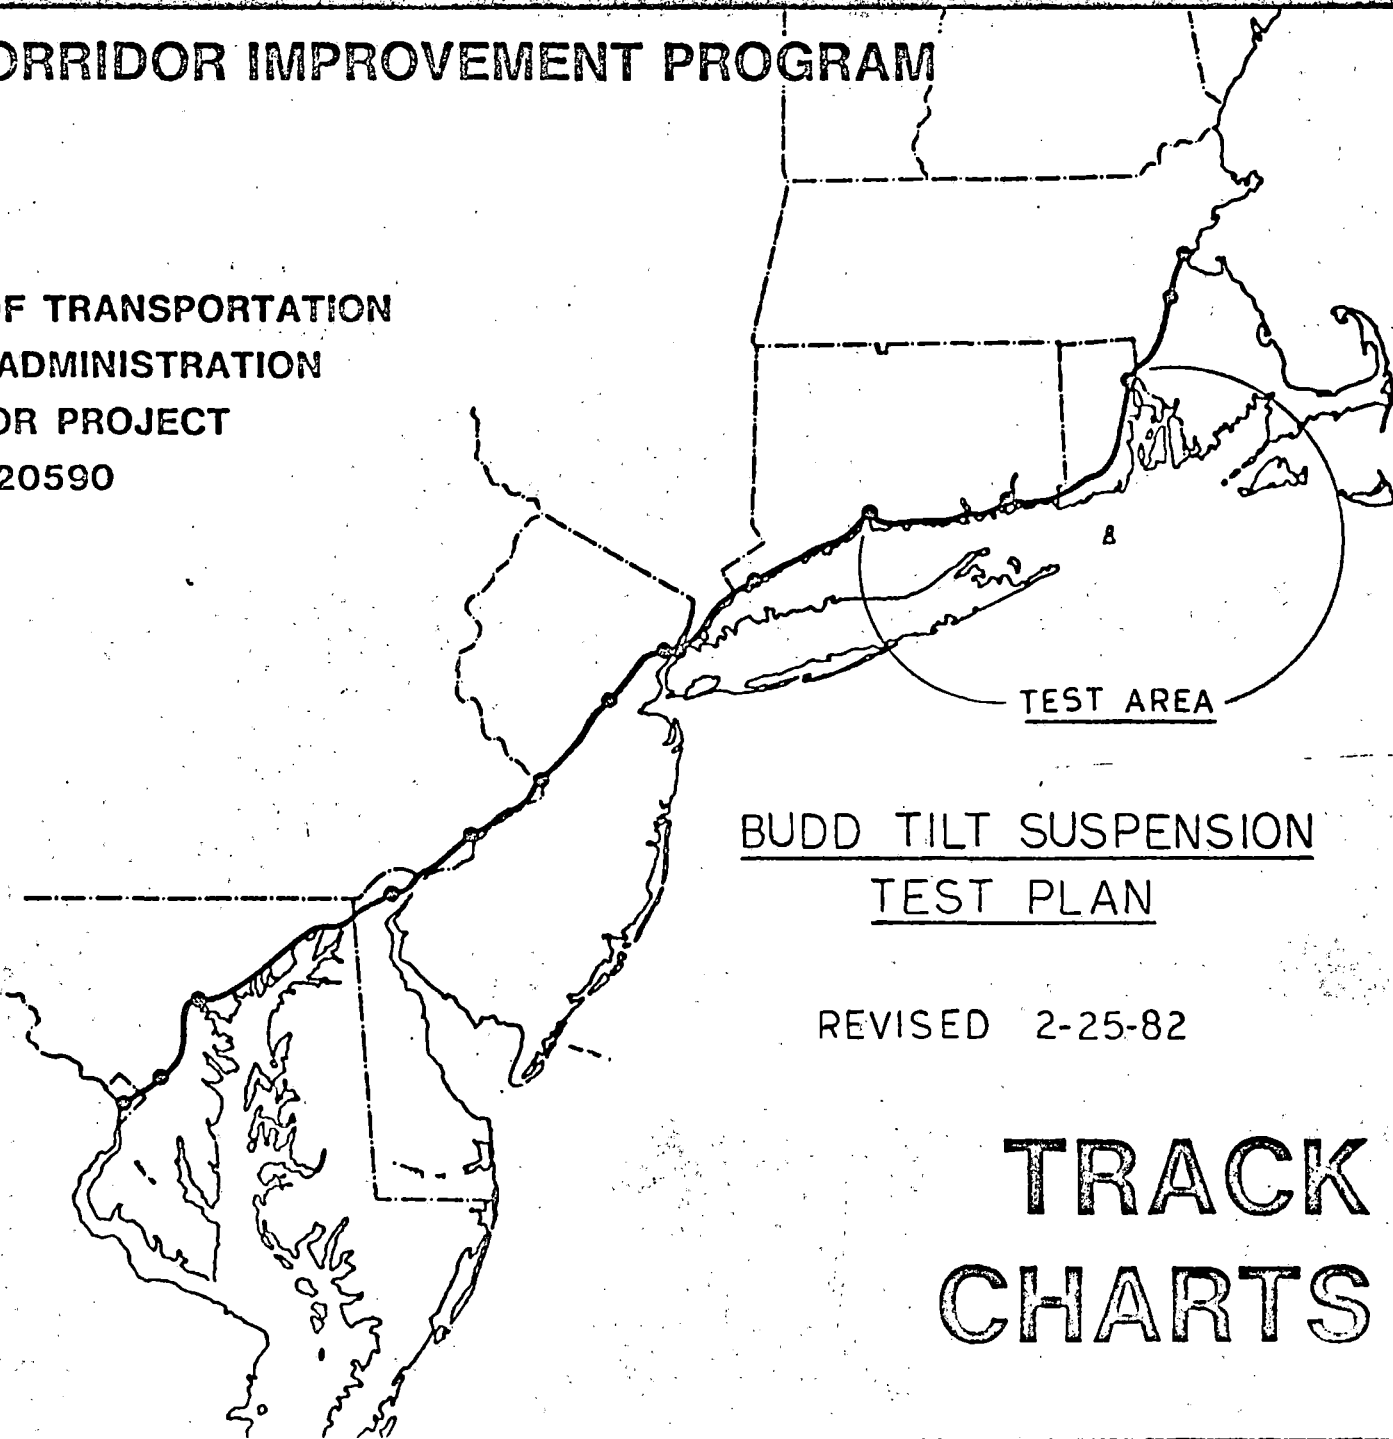 ORRIDOR IMPROVEMENT PROGRAM
OF TRANSPORTATION
ADMINISTRATION
OR PROJECT
20590
TEST AREA
BUDD TILT SUSPENSION
TEST PLAN
REVISED 2-25-82
TRACK
CHARTS